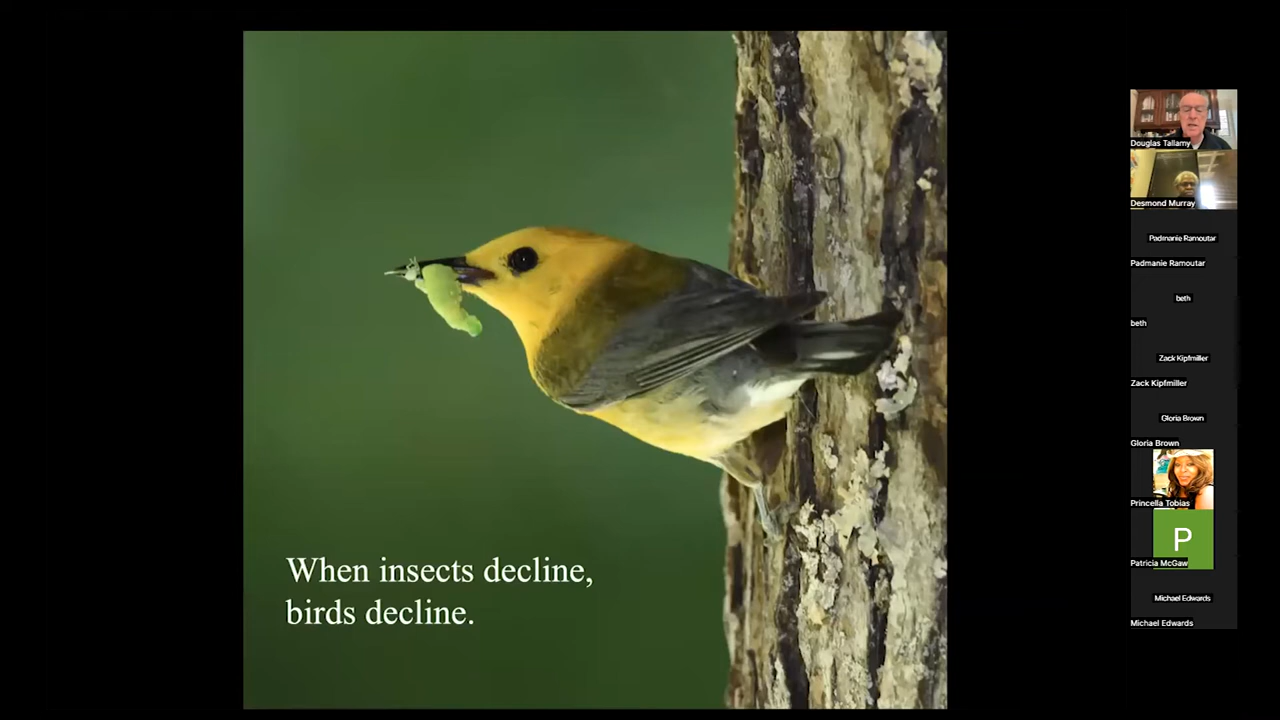 When insects decline,
birds decline.
Douglas Tallamy
Desmond Murray
Padmanie Ramoutar
Padmanie Ramoutar
beth
beth
Zack Kipfmiller
Zack Kipfmiller
Gloria Brown
Gloria Brown
Princella Tobias
P
Patricia McGaw
Michael Edwards
Michael Edwards